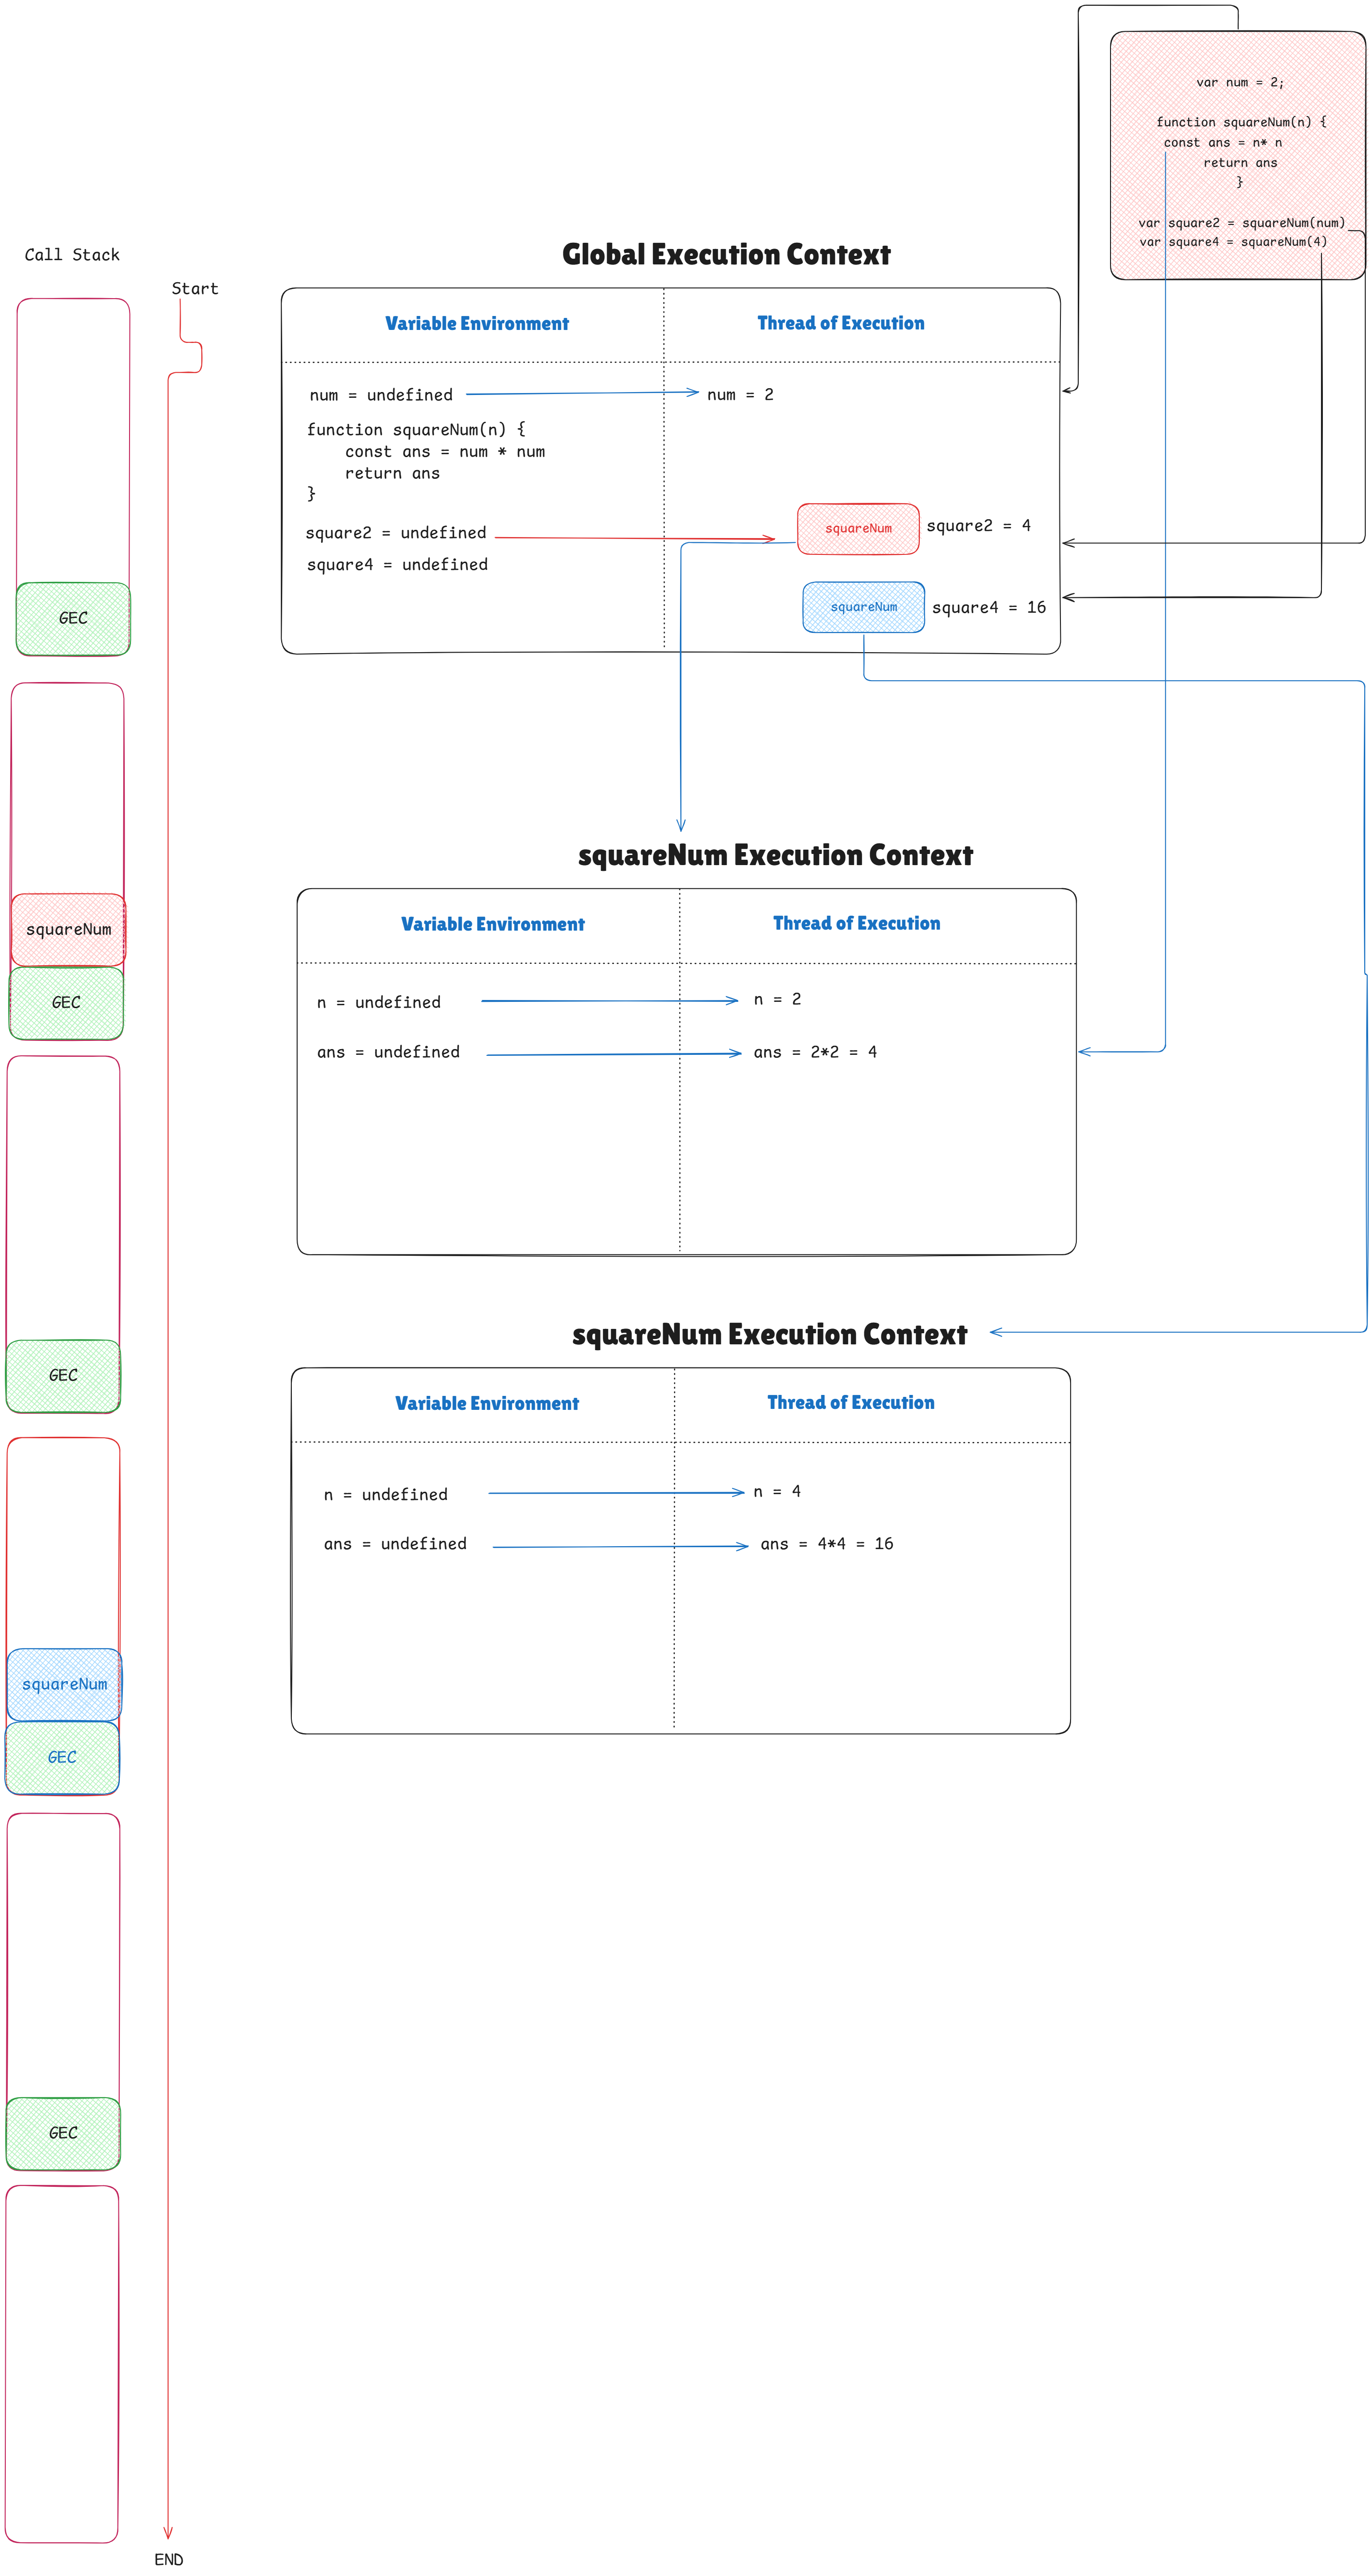 var num = 2;
function squareNum(n) {
const ans = n* n
return ans
}
var square2 = squareNum(num)
var square4 = squareNum(4)
Call Stack
Start
Global Execution Context
Variable Environment
Thread of Execution
num = undefined
num = 2
function squareNum(n) {
const ans = num * num
return ans
}
square2 = undefined
squareNum
square2 = 4
square4 = undefined
squareNum
square4 = 16
GEC
squareNum Execution Context
Variable Environment
Thread of Execution
squareNum
GEC
n = undefined
n = 2
ans = undefined
ans = 2*2 = 4
GEC
squareNum Execution Context
Variable Environment
Thread of Execution
n = undefined
n = 4
ans = undefined
ans = 4*4 = 16
squareNum
GEC
GEC
END